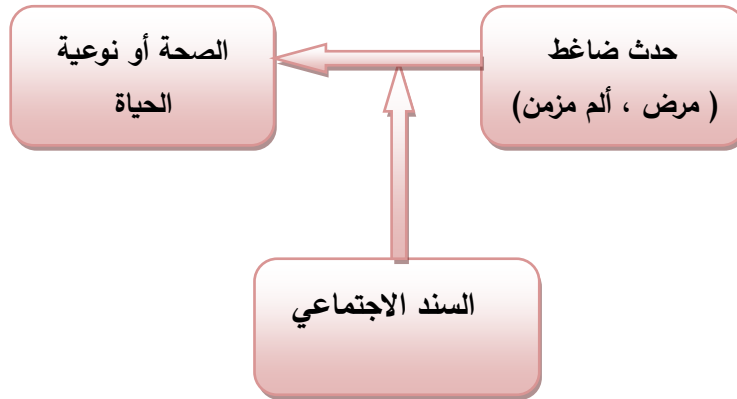 حدث ضاغط
( مرض ، ألم مزمن)
الصحة أو نوعية
الحياة
السند الاجتماعي